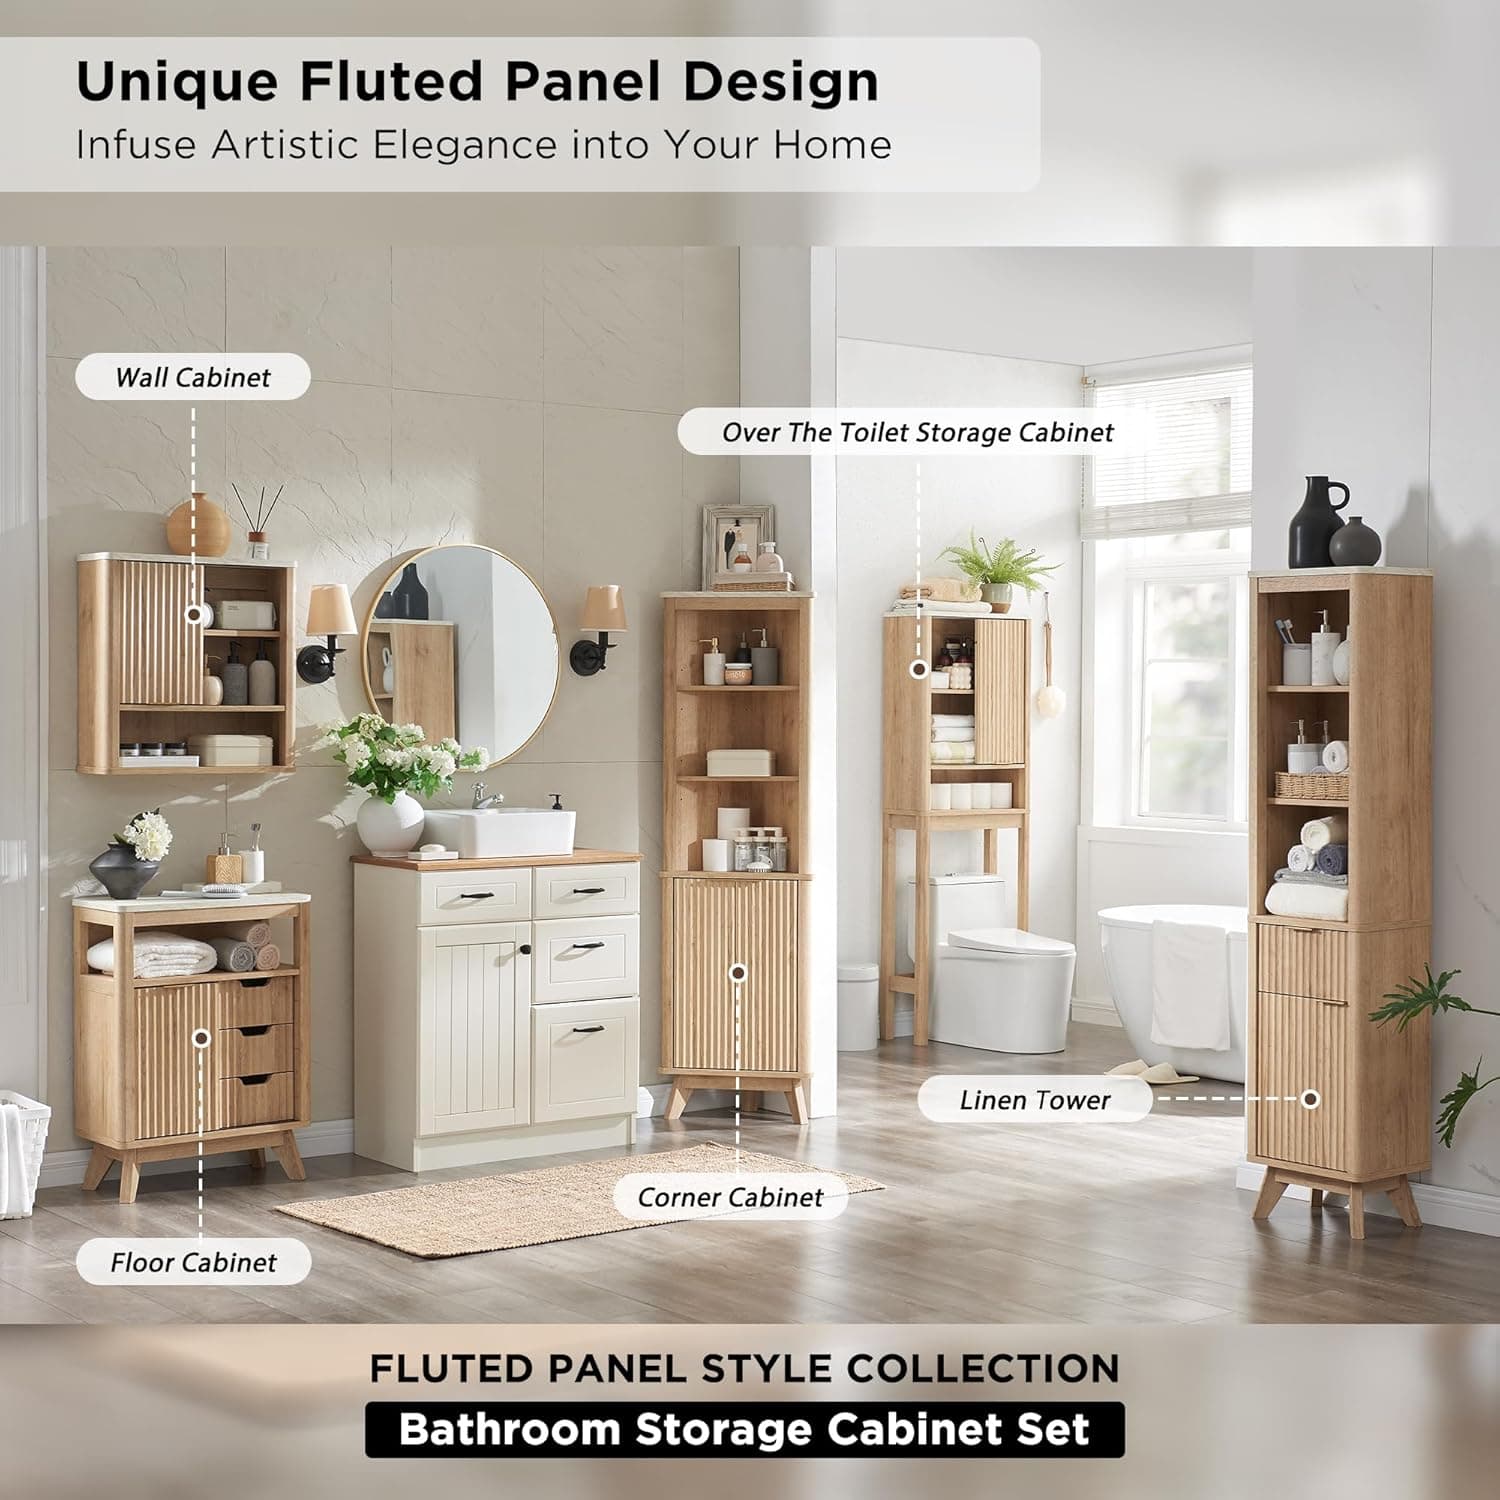 Unique Fluted Panel Design
Infuse Artistic Elegance into Your Home
Wall Cabinet
Over The Toilet Storage Cabinet
Linen Tower
Corner Cabinet
Floor Cabinet
FLUTED PANEL STYLE COLLECTION
Bathroom Storage Cabinet Set